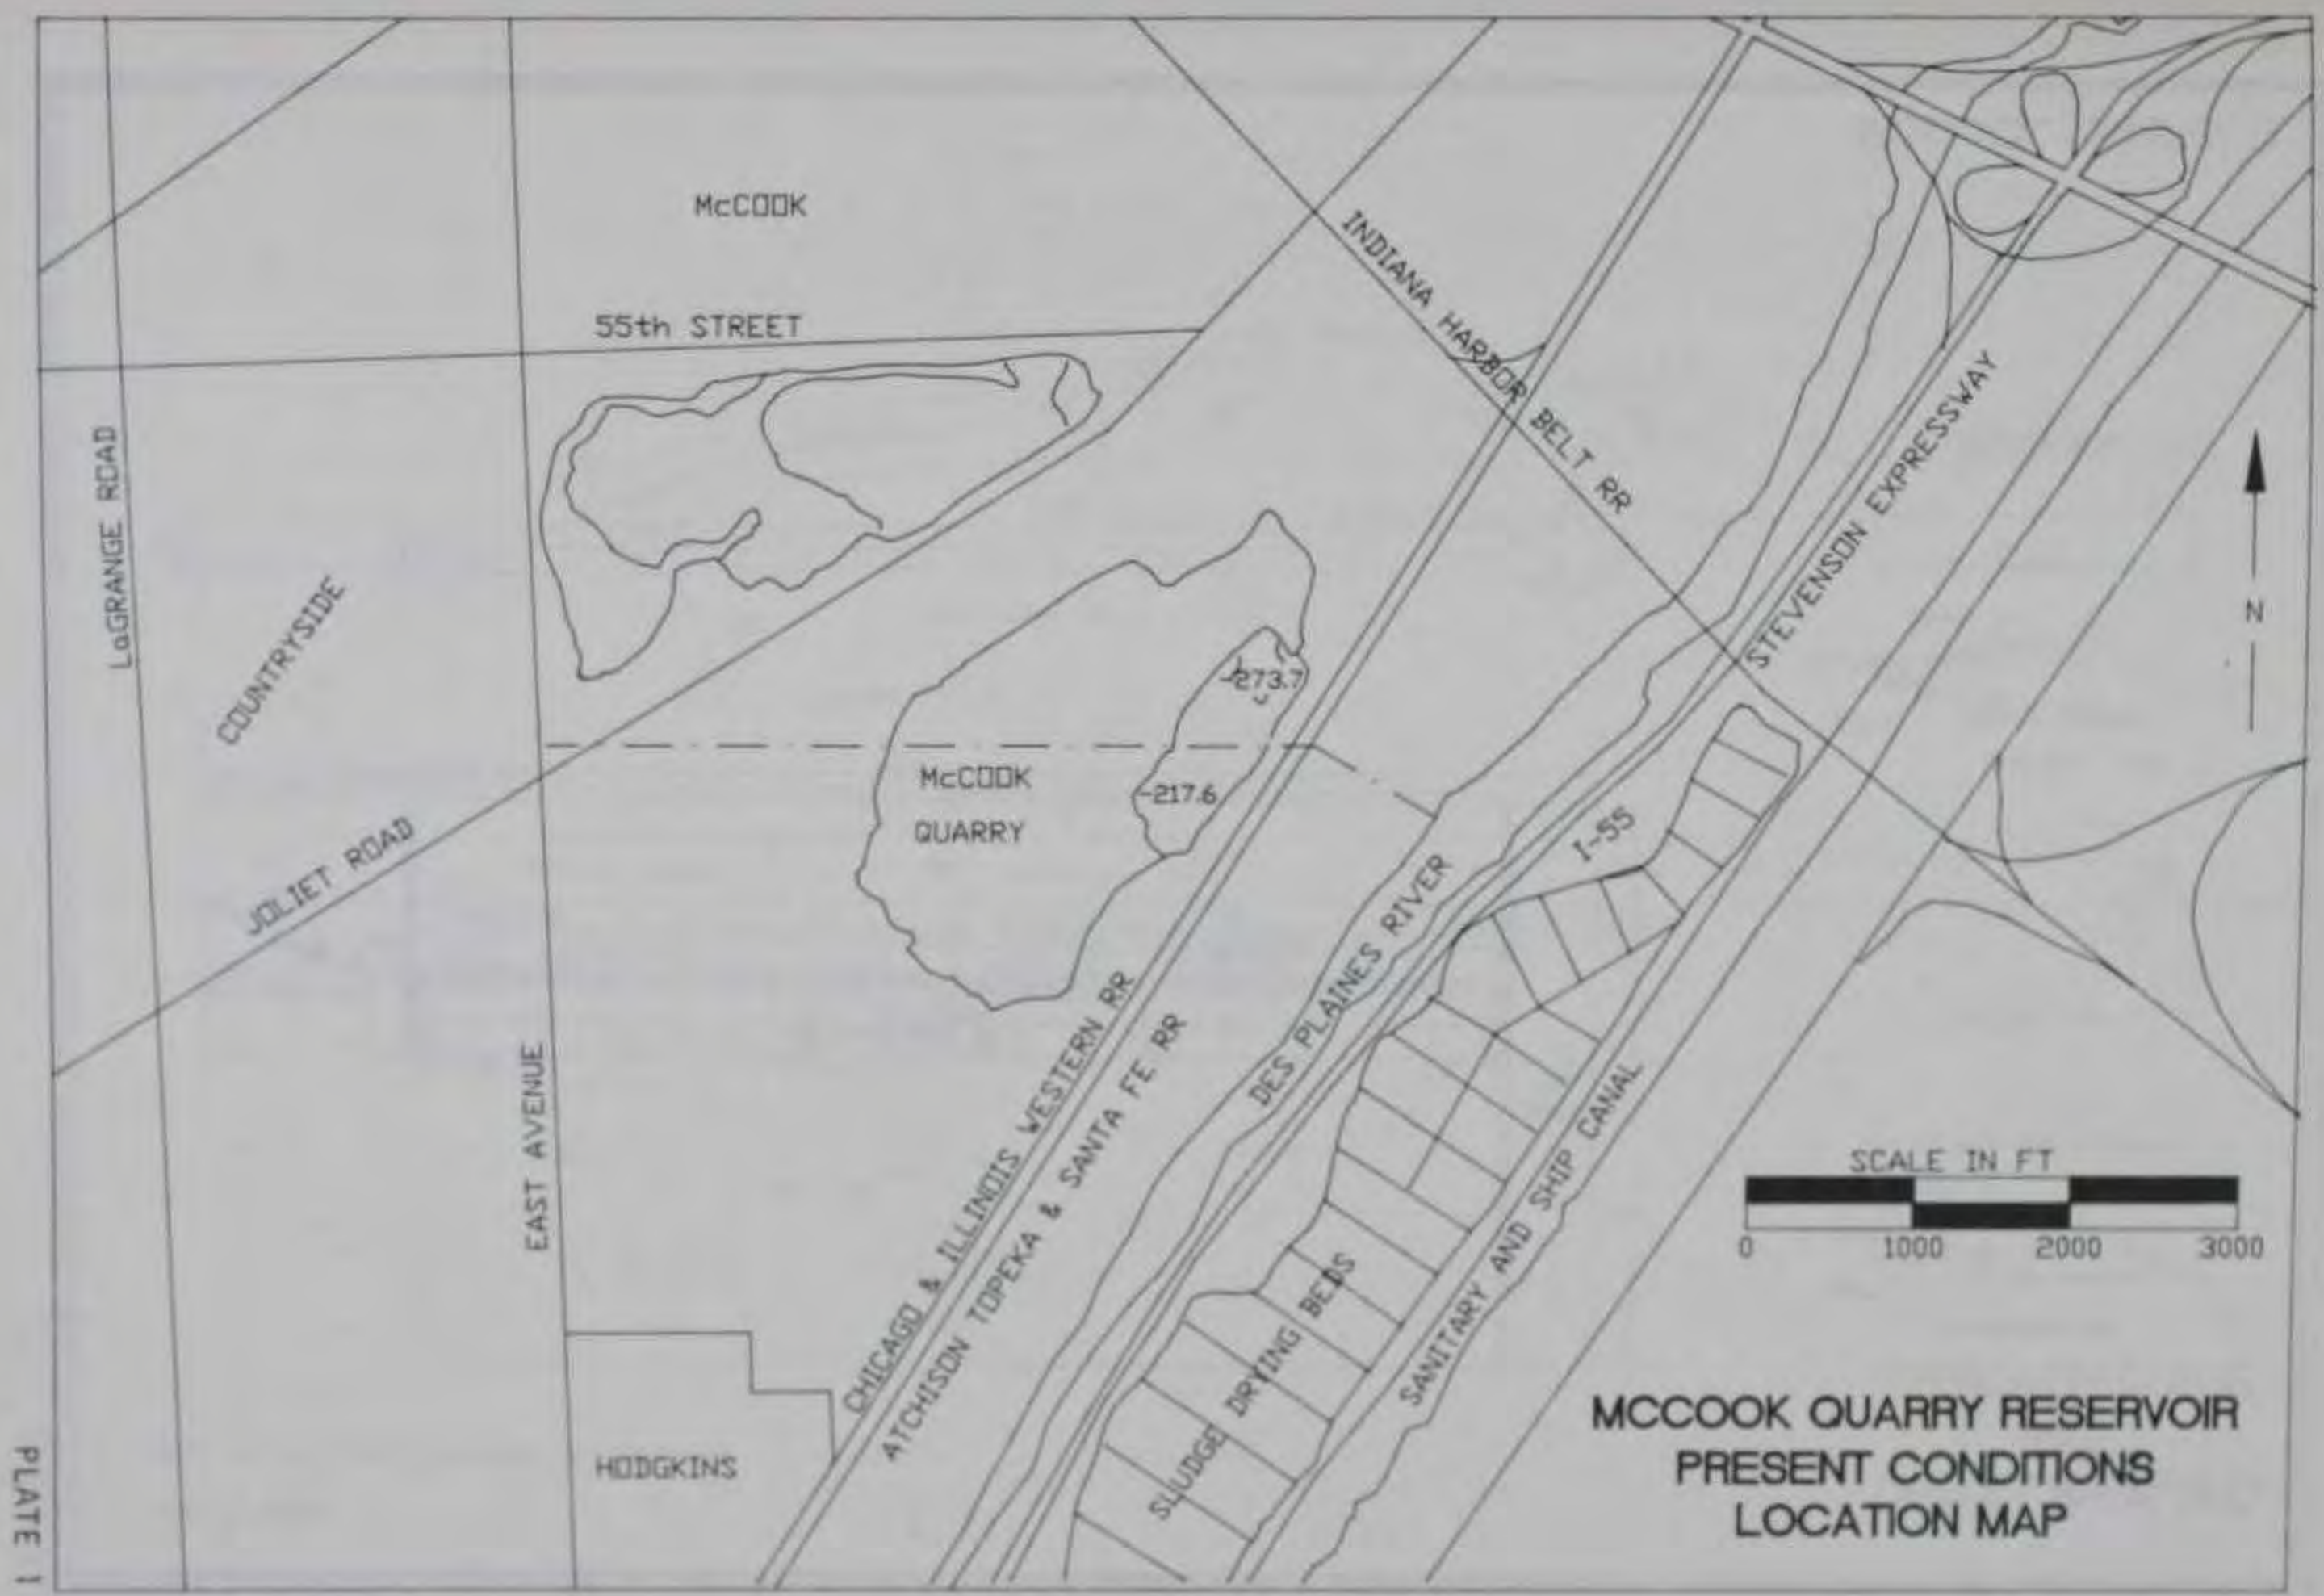 McCOOK
55th STREET
INDIANA HARBOR BELT RR
LaGRANGE ROAD
COUNTRYSIDE
STEVENSON EXPRESSWAY
N
-273.7
McCOOK
QUARRY
-217.6
I-55
JOLIET ROAD
EAST AVENUE
CHICAGO & ILLINOIS WESTERN RR
ATCHISON TOPEKA & SANTA FE RR
DES PLAINES RIVER
SANITARY AND SHIP CANAL
SLUDGE DRYING BEDS
HODGKINS
SCALE IN FT
0 1000 2000 3000
MCCOOK QUARRY RESERVOIR
PRESENT CONDITIONS
LOCATION MAP
PLATE 1